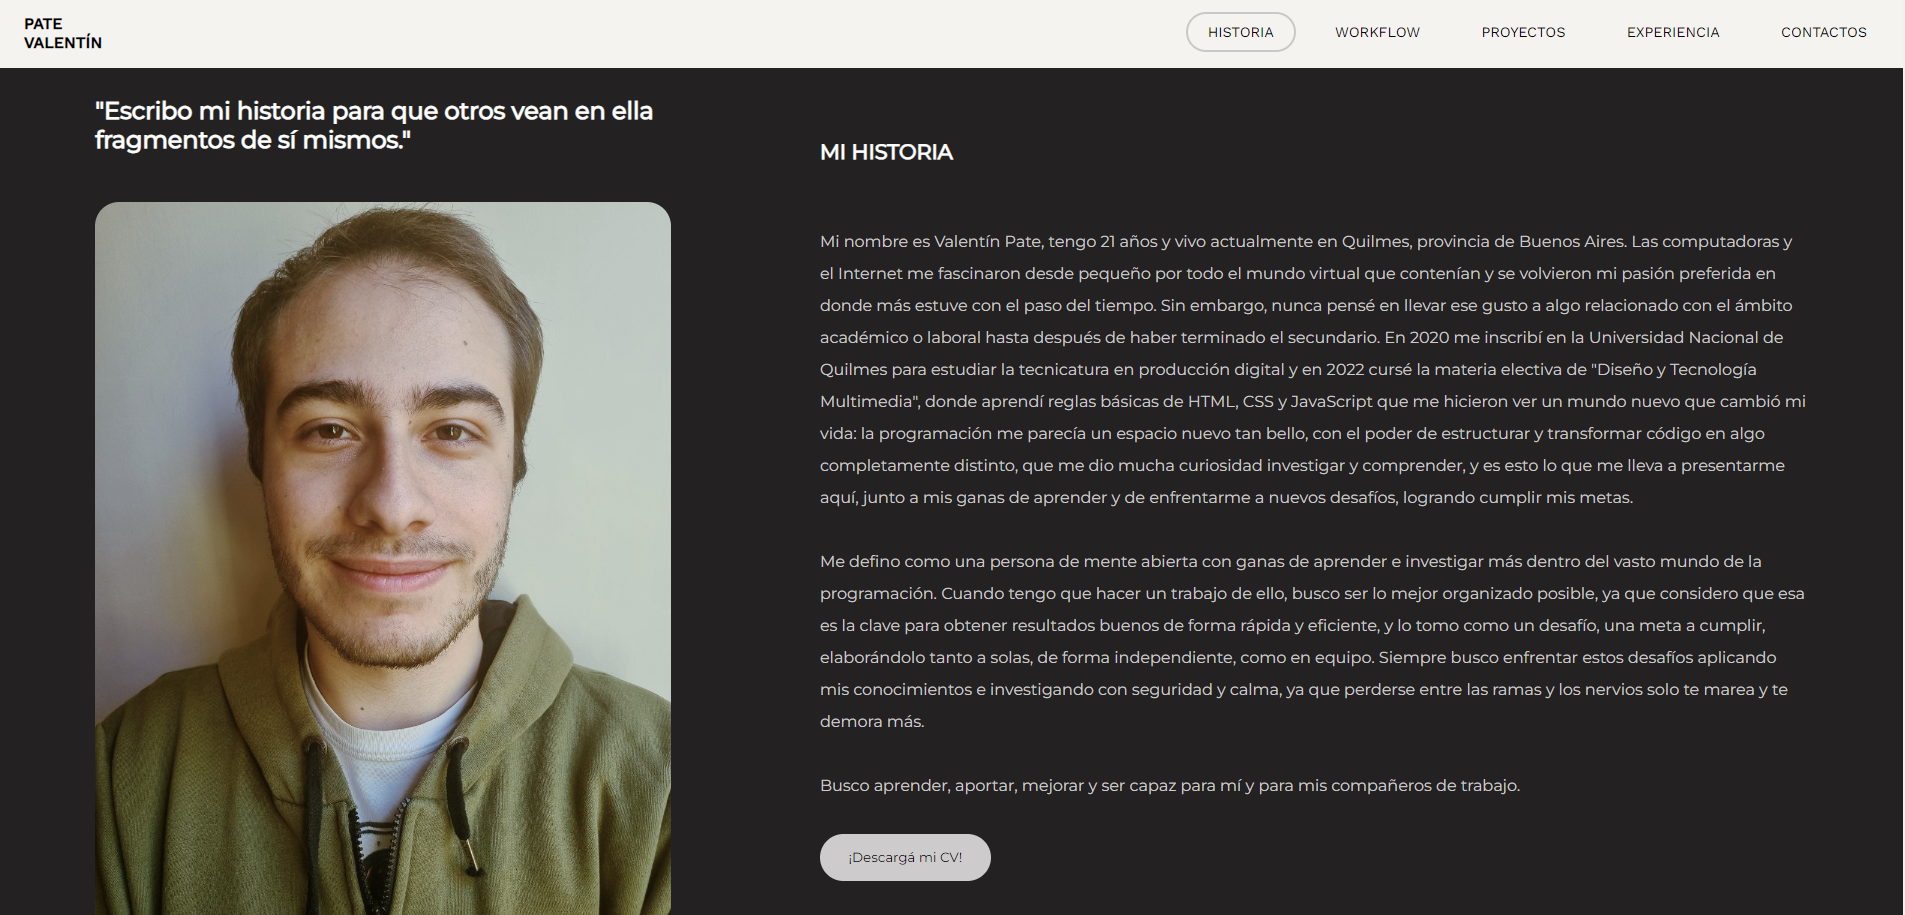 PATE
VALENTÍN
HISTORIA
WORKFLOW
PROYECTOS
EXPERIENCIA
CONTACTOS
"Escribo mi historia para que otros vean en ella
fragmentos de sí mismos."
MI HISTORIA
Mi nombre es Valentín Pate, tengo 21 años y vivo actualmente en Quilmes, provincia de Buenos Aires. Las computadoras y
el Internet me fascinaron desde pequeño por todo el mundo virtual que contenían y se volvieron mi pasión preferida en
donde más estuve con el paso del tiempo. Sin embargo, nunca pensé en llevar ese gusto a algo relacionado con el ámbito
académico o laboral hasta después de haber terminado el secundario. En 2020 me inscribí en la Universidad Nacional de
Quilmes para estudiar la tecnicatura en producción digital y en 2022 cursé la materia electiva de "Diseño y Tecnología
Multimedia", donde aprendí reglas básicas de HTML, CSS y JavaScript que me hicieron ver un mundo nuevo que cambió mi
vida: la programación me parecía un espacio nuevo tan bello, con el poder de estructurar y transformar código en algo
completamente distinto, que me dio mucha curiosidad investigar y comprender, y es esto lo que me lleva a presentarme
aquí, junto a mis ganas de aprender y de enfrentarme a nuevos desafíos, logrando cumplir mis metas.
Me defino como una persona de mente abierta con ganas de aprender e investigar más dentro del vasto mundo de la
programación. Cuando tengo que hacer un trabajo de ello, busco ser lo mejor organizado posible, ya que considero que esa
es la clave para obtener resultados buenos de forma rápida y eficiente, y lo tomo como un desafío, una meta a cumplir,
elaborándolo tanto a solas, de forma independiente, como en equipo. Siempre busco enfrentar estos desafíos aplicando
mis conocimientos e investigando con seguridad y calma, ya que perderse entre las ramas y los nervios solo te marea y te
demora más.
Busco aprender, aportar, mejorar y ser capaz para mí y para mis compañeros de trabajo.
¡Descargá mi CV!